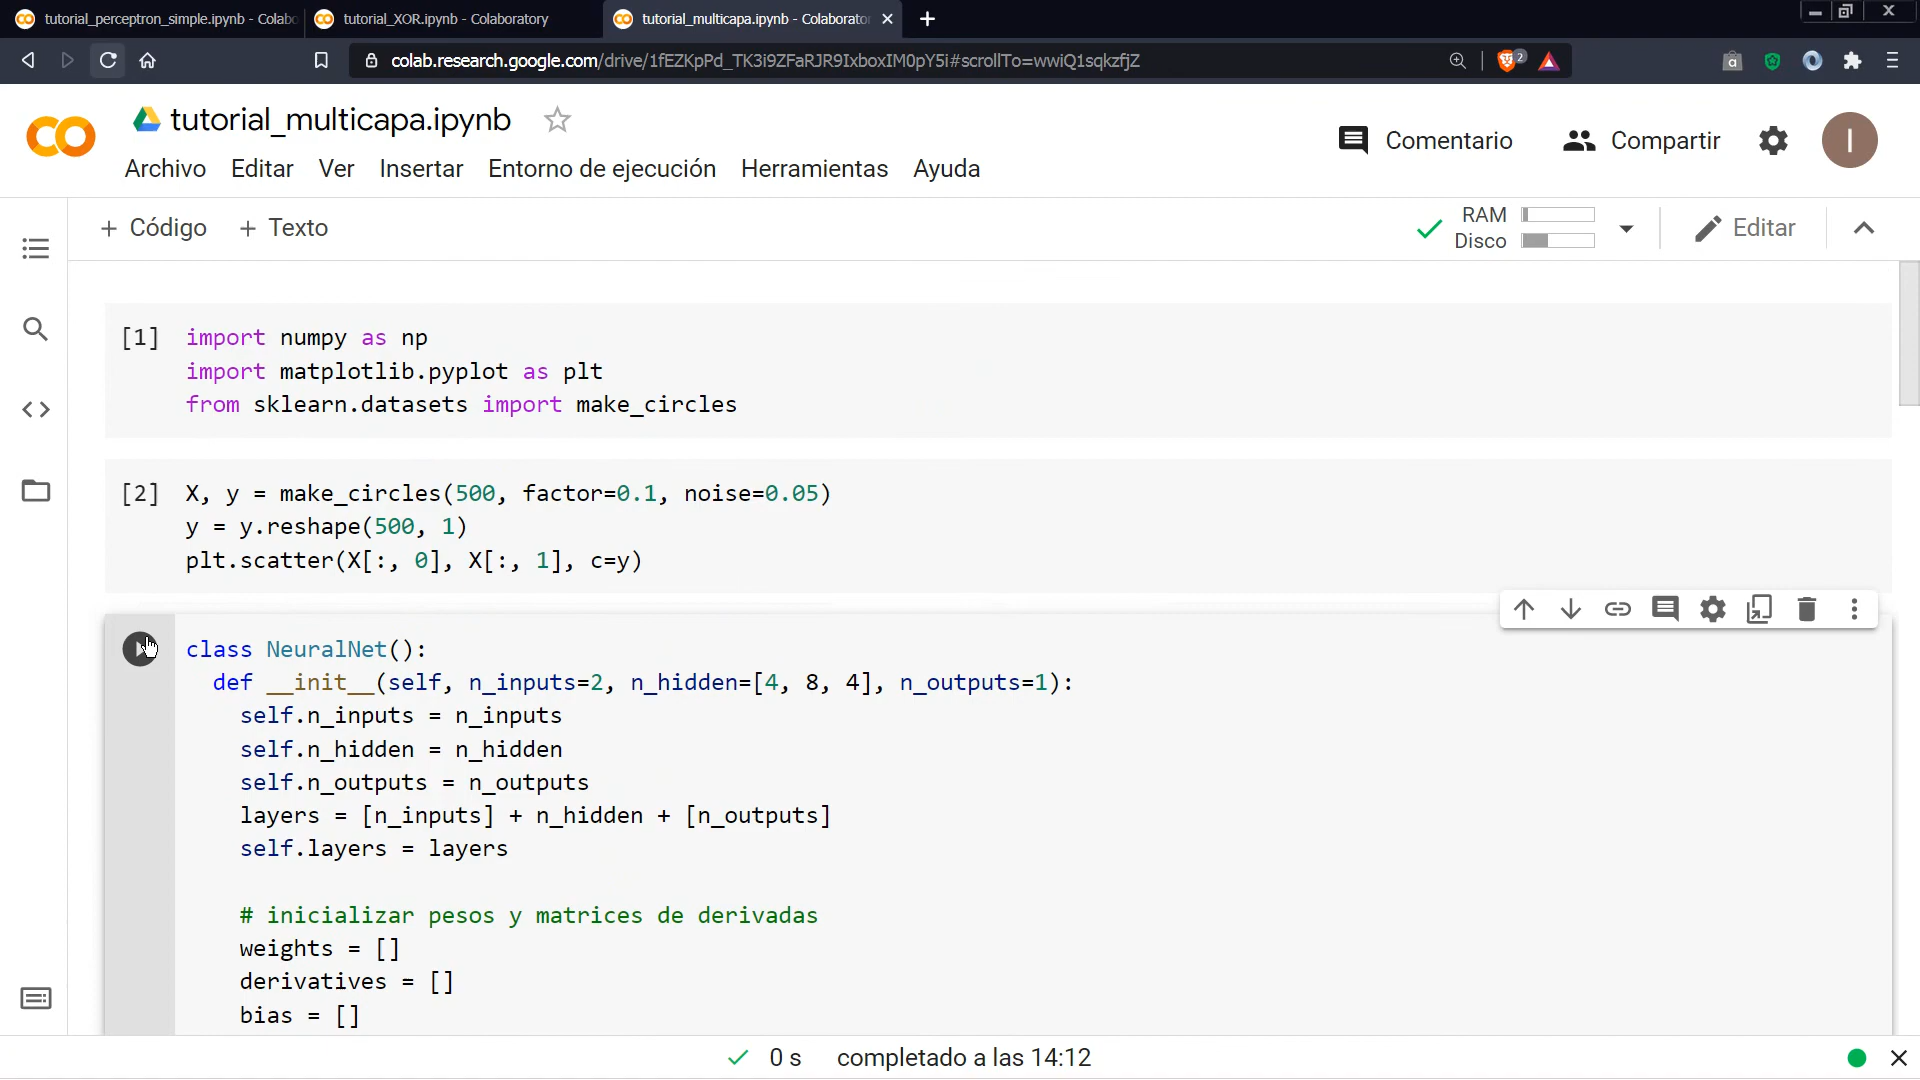 tutorial_perceptron_simple.ipynb - Colabo
tutorial_XOR.ipynb - Colaboratory
tutorial_multicapa.ipynb - Colaborato
colab.research.google.com/drive/1fEZKpPd_TK3i9ZFaRJR9IxboxIM0pY5i#scrollTo=wwiQ1sqkzfjZ
2
a
tutorial_multicapa.ipynb
Comentario
Compartir
I
Archivo Editar Ver Insertar Entorno de ejecución Herramientas Ayuda
+ Código + Texto
RAM
Disco
Editar
[1] import numpy as np
import matplotlib.pyplot as plt
from sklearn.datasets import make_circles
[2] X, y = make_circles(500, factor=0.1, noise=0.05)
y = y.reshape(500, 1)
plt.scatter(X[:, 0], X[:, 1], c=y)
class NeuralNet():
def __init__(self, n_inputs=2, n_hidden=[4, 8, 4], n_outputs=1):
self.n_inputs = n_inputs
self.n_hidden = n_hidden
self.n_outputs = n_outputs
layers = [n_inputs] + n_hidden + [n_outputs]
self.layers = layers
# inicializar pesos y matrices de derivadas
weights = []
derivatives = []
bias = []
0 s completado a las 14:12